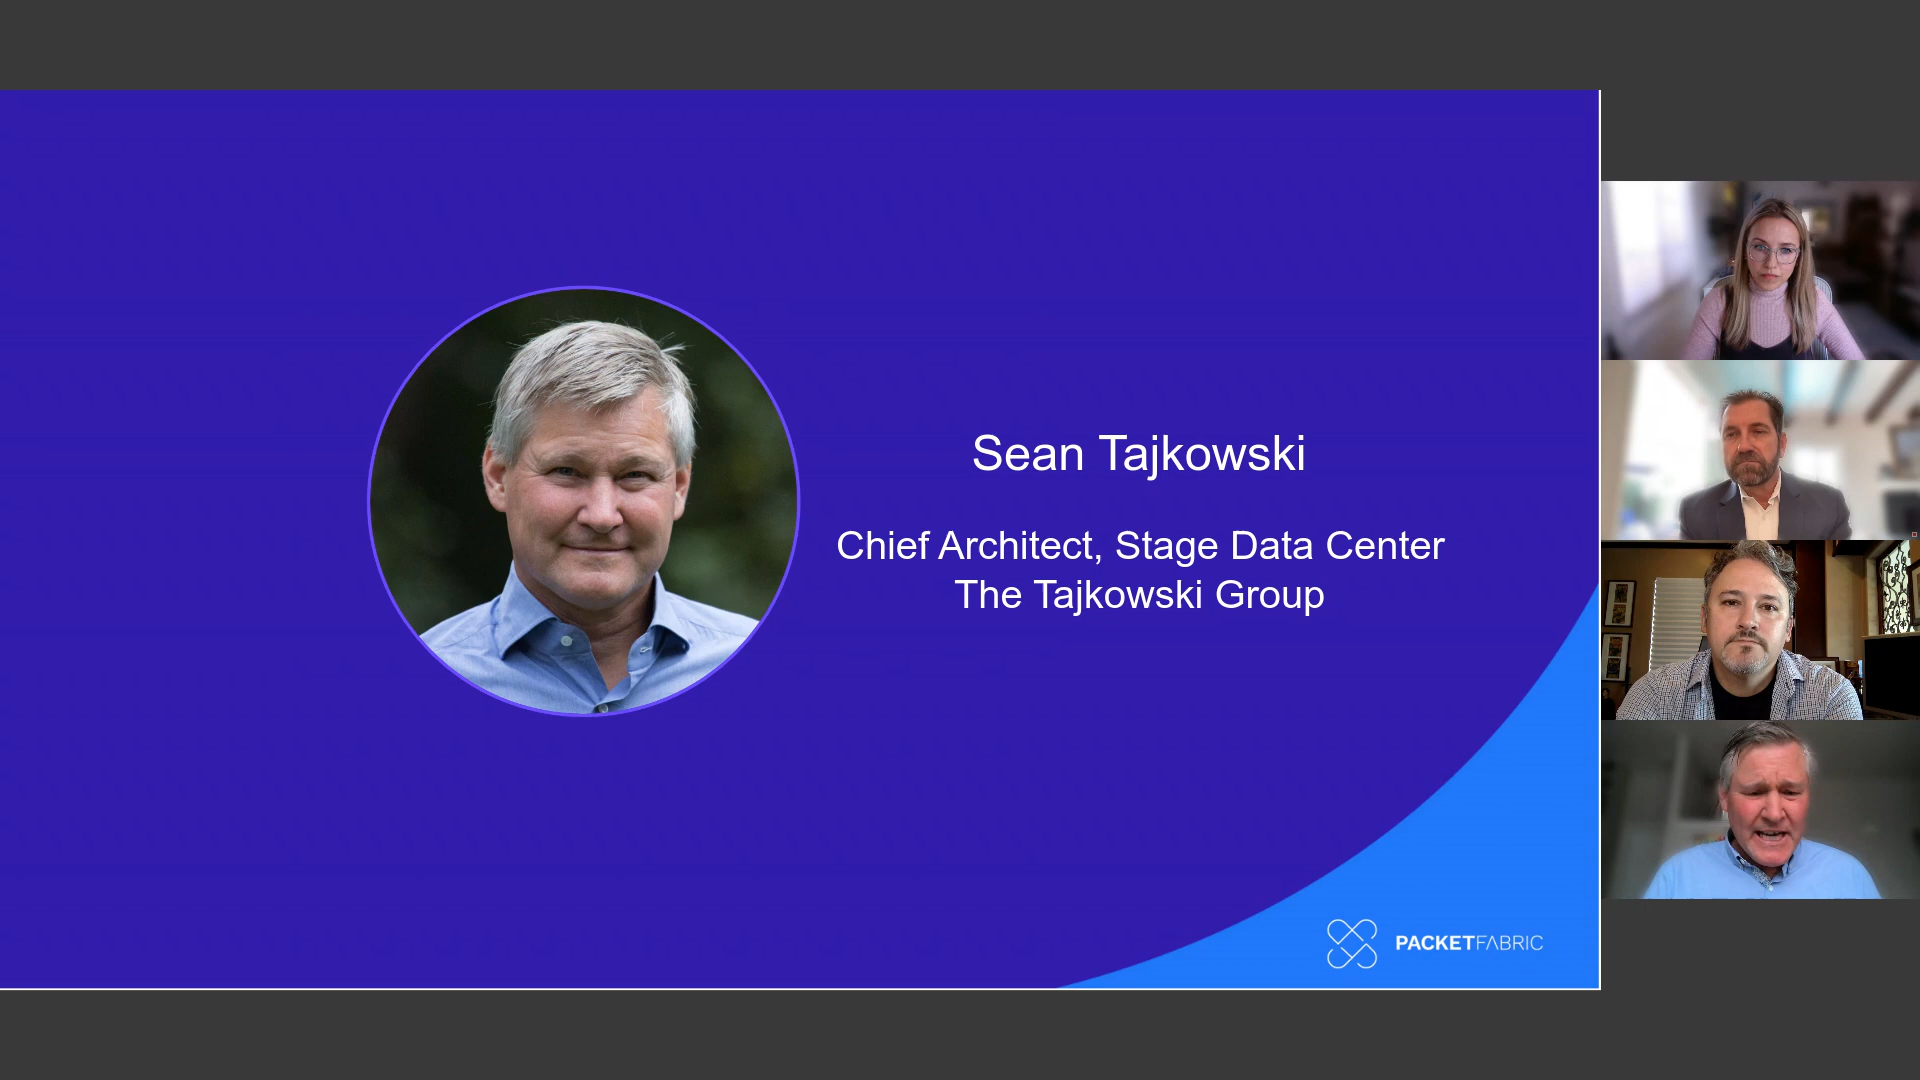 Sean Tajkowski
Chief Architect, Stage Data Center
The Tajkowski Group
PACKETFABRIC